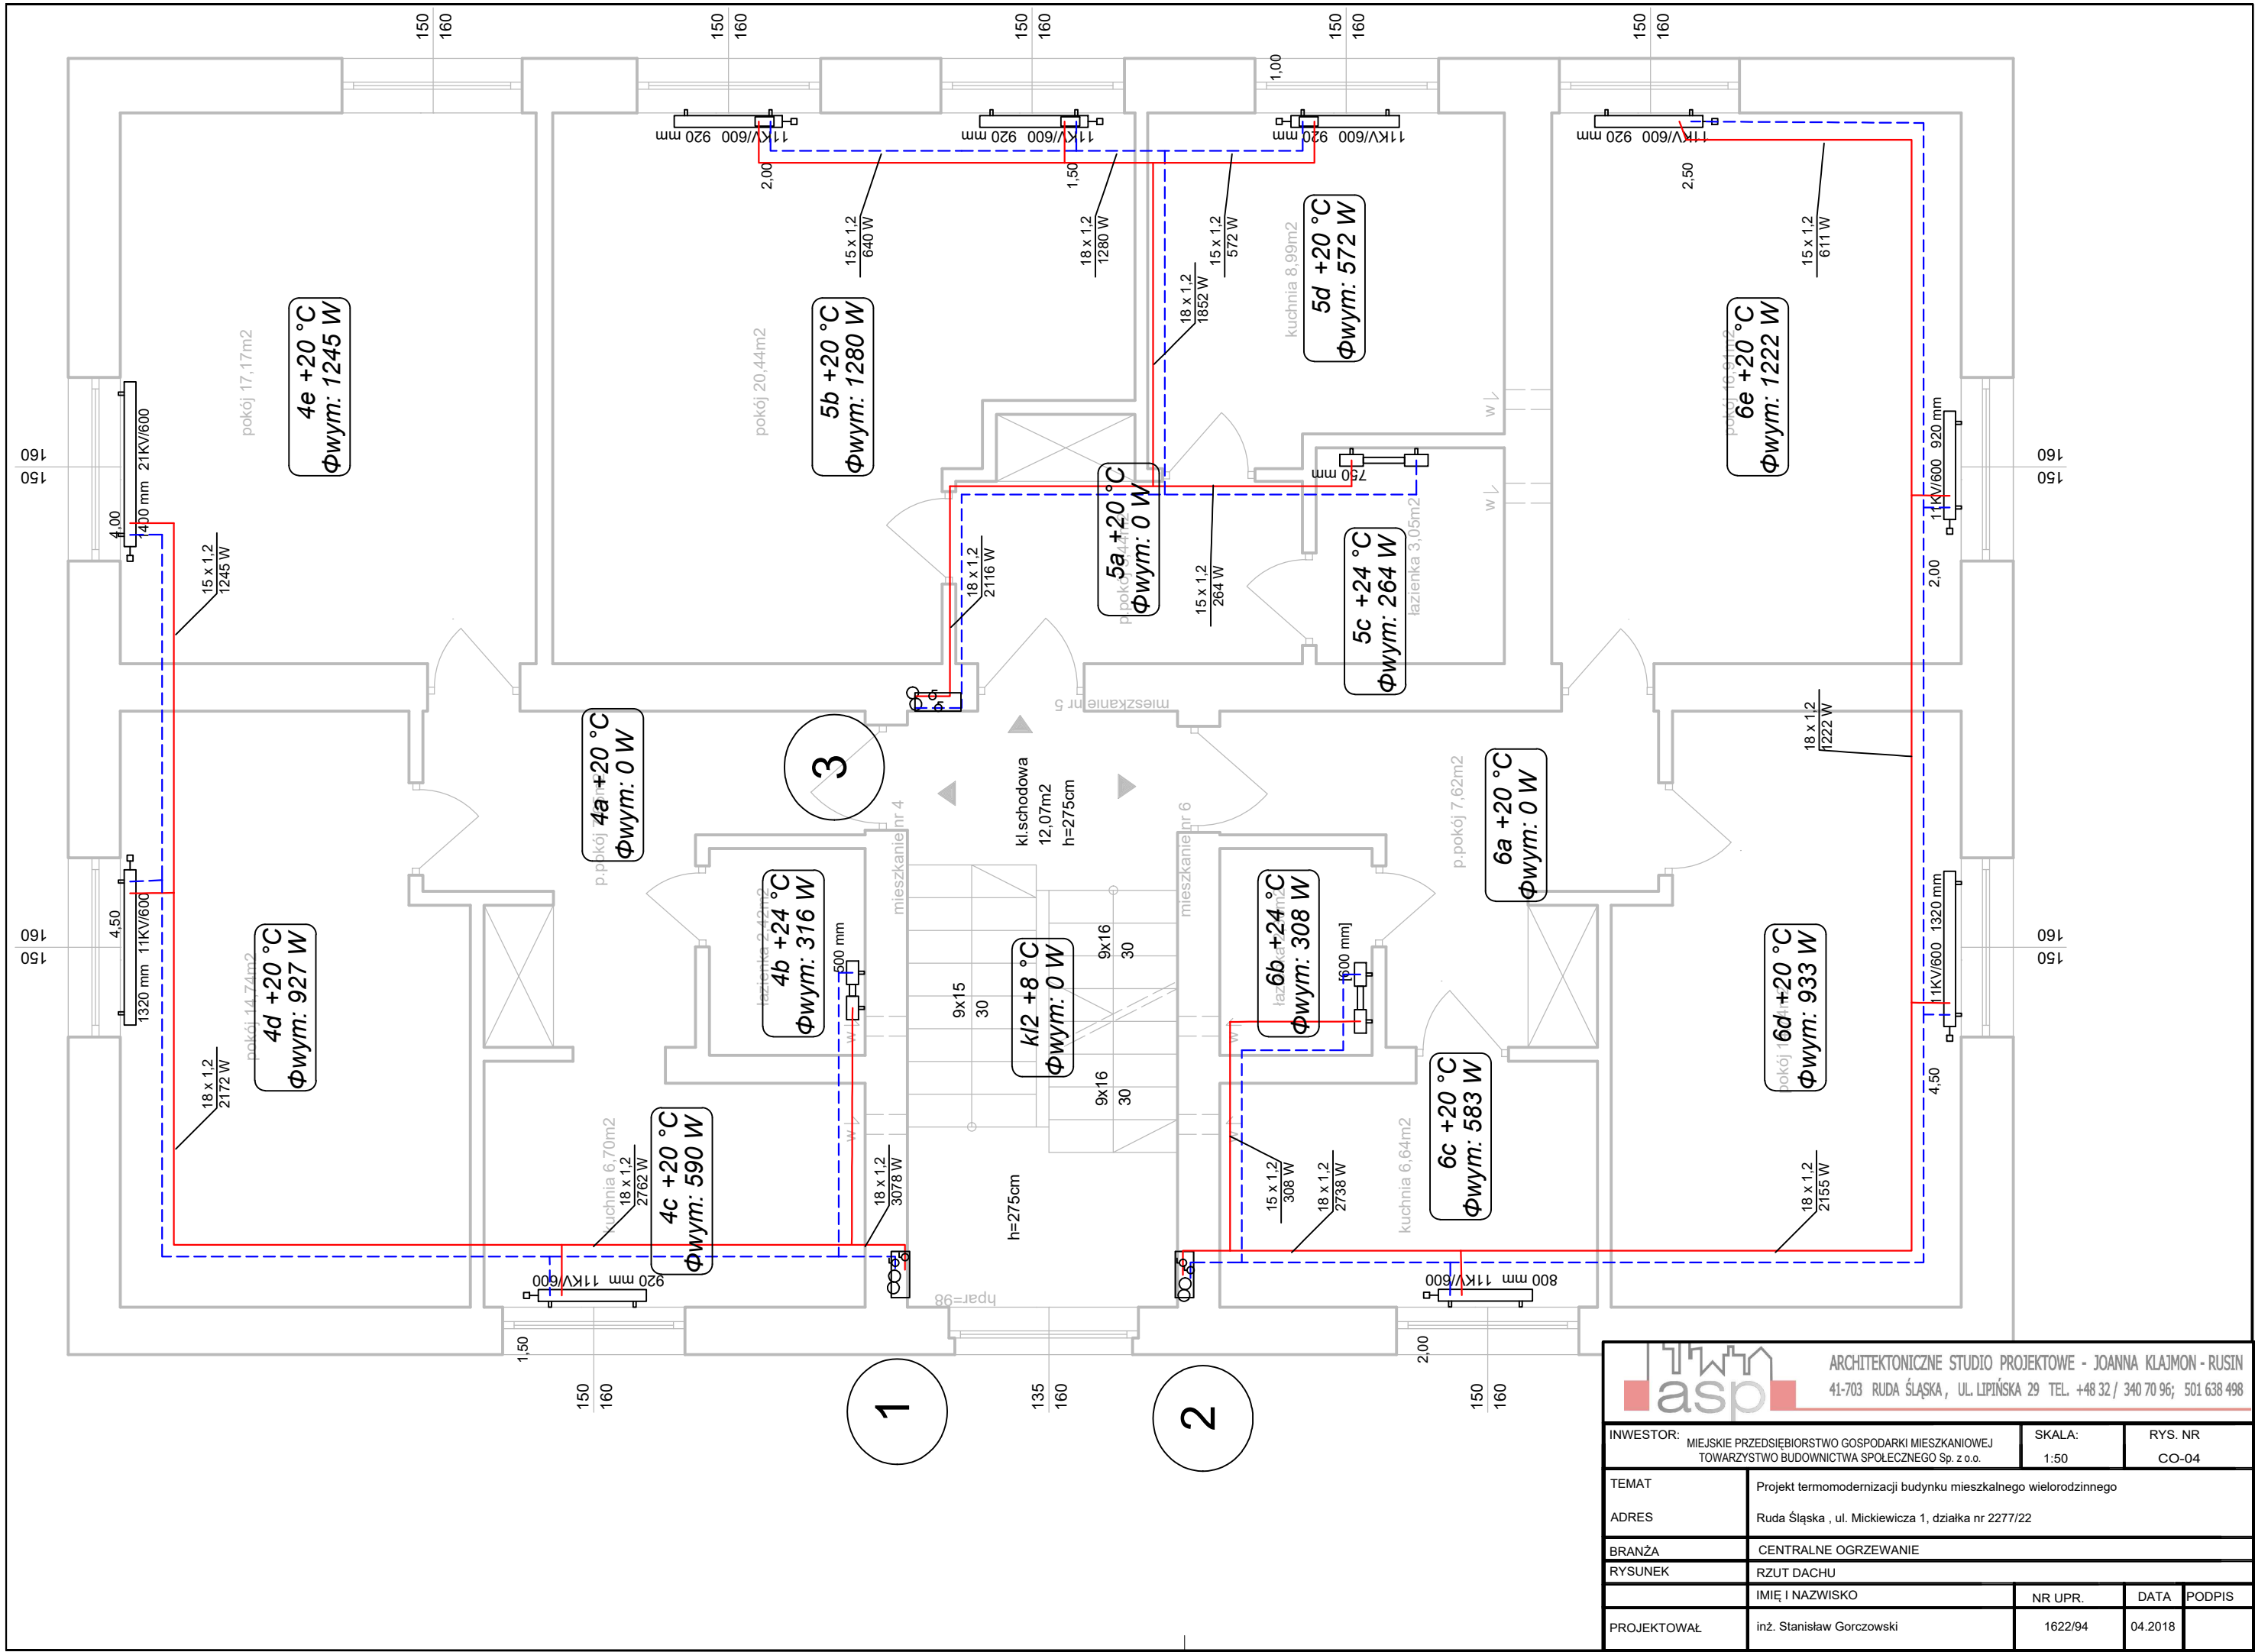 150
160
150
160
150
160
150
160
150
160
1,00
11KV/600 920 mm
11KV/600 920 mm
11KV/600 920 mm
11KV/600 920 mm
2,00
1,50
2,50
15 x 1,2
640 W
18 x 1,2
1280 W
15 x 1,2
572 W
18 x 1,2
1852 W
15 x 1,2
611 W
pokój 17,17m2
4e +20 °C
Φwym: 1245 W
pokój 20,44m2
5b +20 °C
Φwym: 1280 W
kuchnia 8,99m2
5d +20 °C
Φwym: 572 W
6e +20 °C
Φwym: 1222 W
pokój 16,91m2
160
150
4,00
1400 mm 21KV/600
15 x 1,2
1245 W
18 x 1,2
2116 W
p.pokój
5a +20 °C
Φwym: 0 W
15 x 1,2
264 W
750 mm
5c +24 °C
Φwym: 264 W
łazienka 3,05m2
w
w
11KV/600 920 mm
2,00
160
150
mieszkanie nr 5
3
kl.schodowa
12,07m2
h=275cm
p.pokój
4a +20 °C
Φwym: 0 W
mieszkanie nr 4
mieszkanie nr 6
p.pokój 7,62m2
6a +20 °C
Φwym: 0 W
18 x 1,2
1222 W
160
150
4,50
1320 mm 11KV/600
pokój 14,74m2
4d +20 °C
Φwym: 927 W
łazienka 2,42m2
4b +24 °C
Φwym: 316 W
500 mm
w
9x15
30
kl2 +8 °C
Φwym: 0 W
9x16
30
9x16
30
6b +24 °C
Φwym: 308 W
[600 mm]
w
pokój
6d +20 °C
Φwym: 933 W
11KV/600 1320 mm
4,50
160
150
18 x 1,2
2172 W
kuchnia 6,70m2
18 x 1,2
2762 W
4c +20 °C
Φwym: 590 W
w
18 x 1,2
3078 W
h=275cm
w
15 x 1,2
308 W
18 x 1,2
2738 W
kuchnia 6,64m2
6c +20 °C
Φwym: 583 W
18 x 1,2
2155 W
920 mm 11KV/600
hpar=98
800 mm 11KV/600
1,50
2,00
150
160
1
135
160
2
150
160
asp
ARCHITEKTONICZNE STUDIO PROJEKTOWE - JOANNA KLAJMON - RUSIN
41-703 RUDA ŚLĄSKA , UL. LIPIŃSKA 29 TEL. +48 32 / 340 70 96; 501 638 498
INWESTOR: MIEJSKIE PRZEDSIĘBIORSTWO GOSPODARKI MIESZKANIOWEJ
TOWARZYSTWO BUDOWNICTWA SPOŁECZNEGO Sp. z o.o.
SKALA:
1:50
RYS. NR
CO-04
TEMAT Projekt termomodernizacji budynku mieszkalnego wielorodzinnego
ADRES Ruda Śląska , ul. Mickiewicza 1, działka nr 2277/22
BRANŻA CENTRALNE OGRZEWANIE
RYSUNEK RZUT DACHU
IMIĘ I NAZWISKO NR UPR. DATA PODPIS
PROJEKTOWAŁ inż. Stanisław Gorczowski 1622/94 04.2018